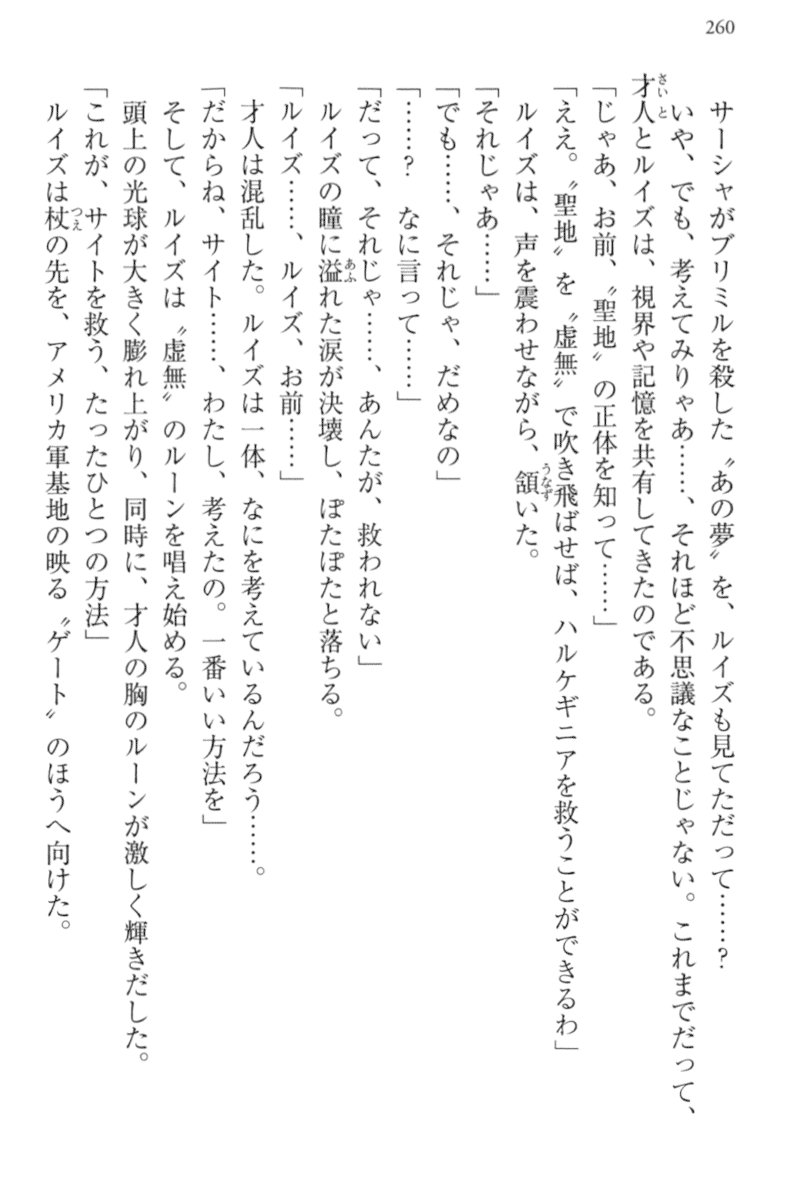 260
サーシャがブリミルを殺した〝あの夢〟を、ルイズも見てただって……？
いや、でも、考えてみりゃあ……、それほど不思議なことじゃない。これまでだって、
才人とルイズは、視界や記憶を共有してきたのである。
「じゃあ、お前、〝聖地〟の正体を知って……」
「ええ。〝聖地〟を〝虚無〟で吹き飛ばせば、ハルケギニアを救うことができるわ」
ルイズは、声を震わせながら、頷いた。
「それじゃあ……」
「でも……、それじゃ、だめなの」
「……？　なに言って……」
「だって、それじゃ……、あんたが、救われない」
ルイズの瞳に溢れた涙が決壊し、ぽたぽたと落ちる。
「ルイズ……、ルイズ、お前……」
才人は混乱した。ルイズは一体、なにを考えているんだろう……。
「だからね、サイト……、わたし、考えたの。一番いい方法を」
そして、ルイズは〝虚無〟のルーンを唱え始める。
頭上の光球が大きく膨れ上がり、同時に、才人の胸のルーンが激しく輝きだした。
「これが、サイトを救う、たったひとつの方法」
ルイズは杖の先を、アメリカ軍基地の映る〝ゲート〟のほうへ向けた。